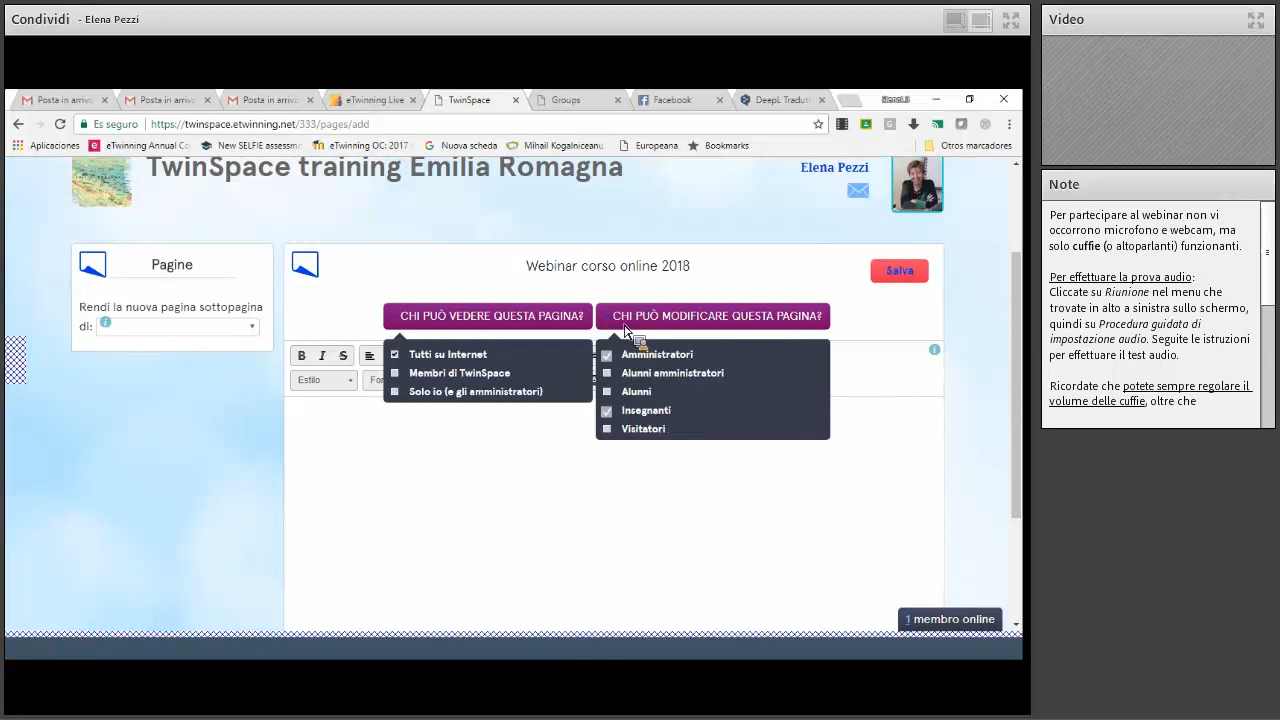 Condividi - Elena Pezzi
Posta in arrivo
Posta in arrivo
Posta in arrivo
eTwinning Live
TwinSpace
Groups
Facebook
DeepL Tradutt
Es seguro
https://twinspace.etwinning.net/333/pages/add
Aplicaciones
eTwinning Annual Co
New SELFIE assessm
eTwinning OC: 2017
Nueva scheda
Mihail Kogalniceanu
Europeana
Bookmarks
Otros marcadores
TwinSpace training Emilia Romagna
Elena Pezzi
Pagine
Rendi la nuova pagina sottopagina
di:
Webinar corso online 2018
Salva
CHI PUÒ VEDERE QUESTA PAGINA?
Tutti su Internet
Membri di TwinSpace
Solo io (e gli amministratori)
CHI PUÒ MODIFICARE QUESTA PAGINA?
Amministratori
Alunni amministratori
Alunni
Insegnanti
Visitatori
B I S
Estilo
For
1 membro online
Video
Note
Per partecipare al webinar non vi
occorrono microfono e webcam, ma
solo cuffie (o altoparlanti) funzionanti.
Per effettuare la prova audio:
Cliccate su Riunione nel menu che
trovate in alto a sinistra sullo schermo,
quindi su Procedura guidata di
impostazione audio. Seguite le istruzioni
per effettuare il test audio.
Ricordate che potete sempre regolare il
volume delle cuffie, oltre che